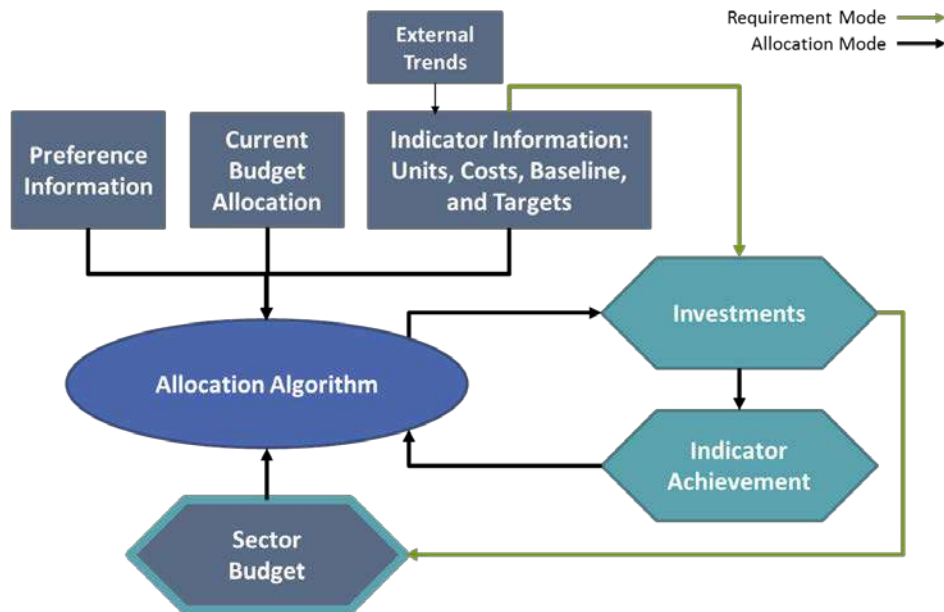 Requirement Mode
Allocation Mode
External
Trends
Preference
Information
Current
Budget
Allocation
Indicator Information:
Units, Costs, Baseline,
and Targets
Investments
Allocation Algorithm
Indicator
Achievement
Sector
Budget